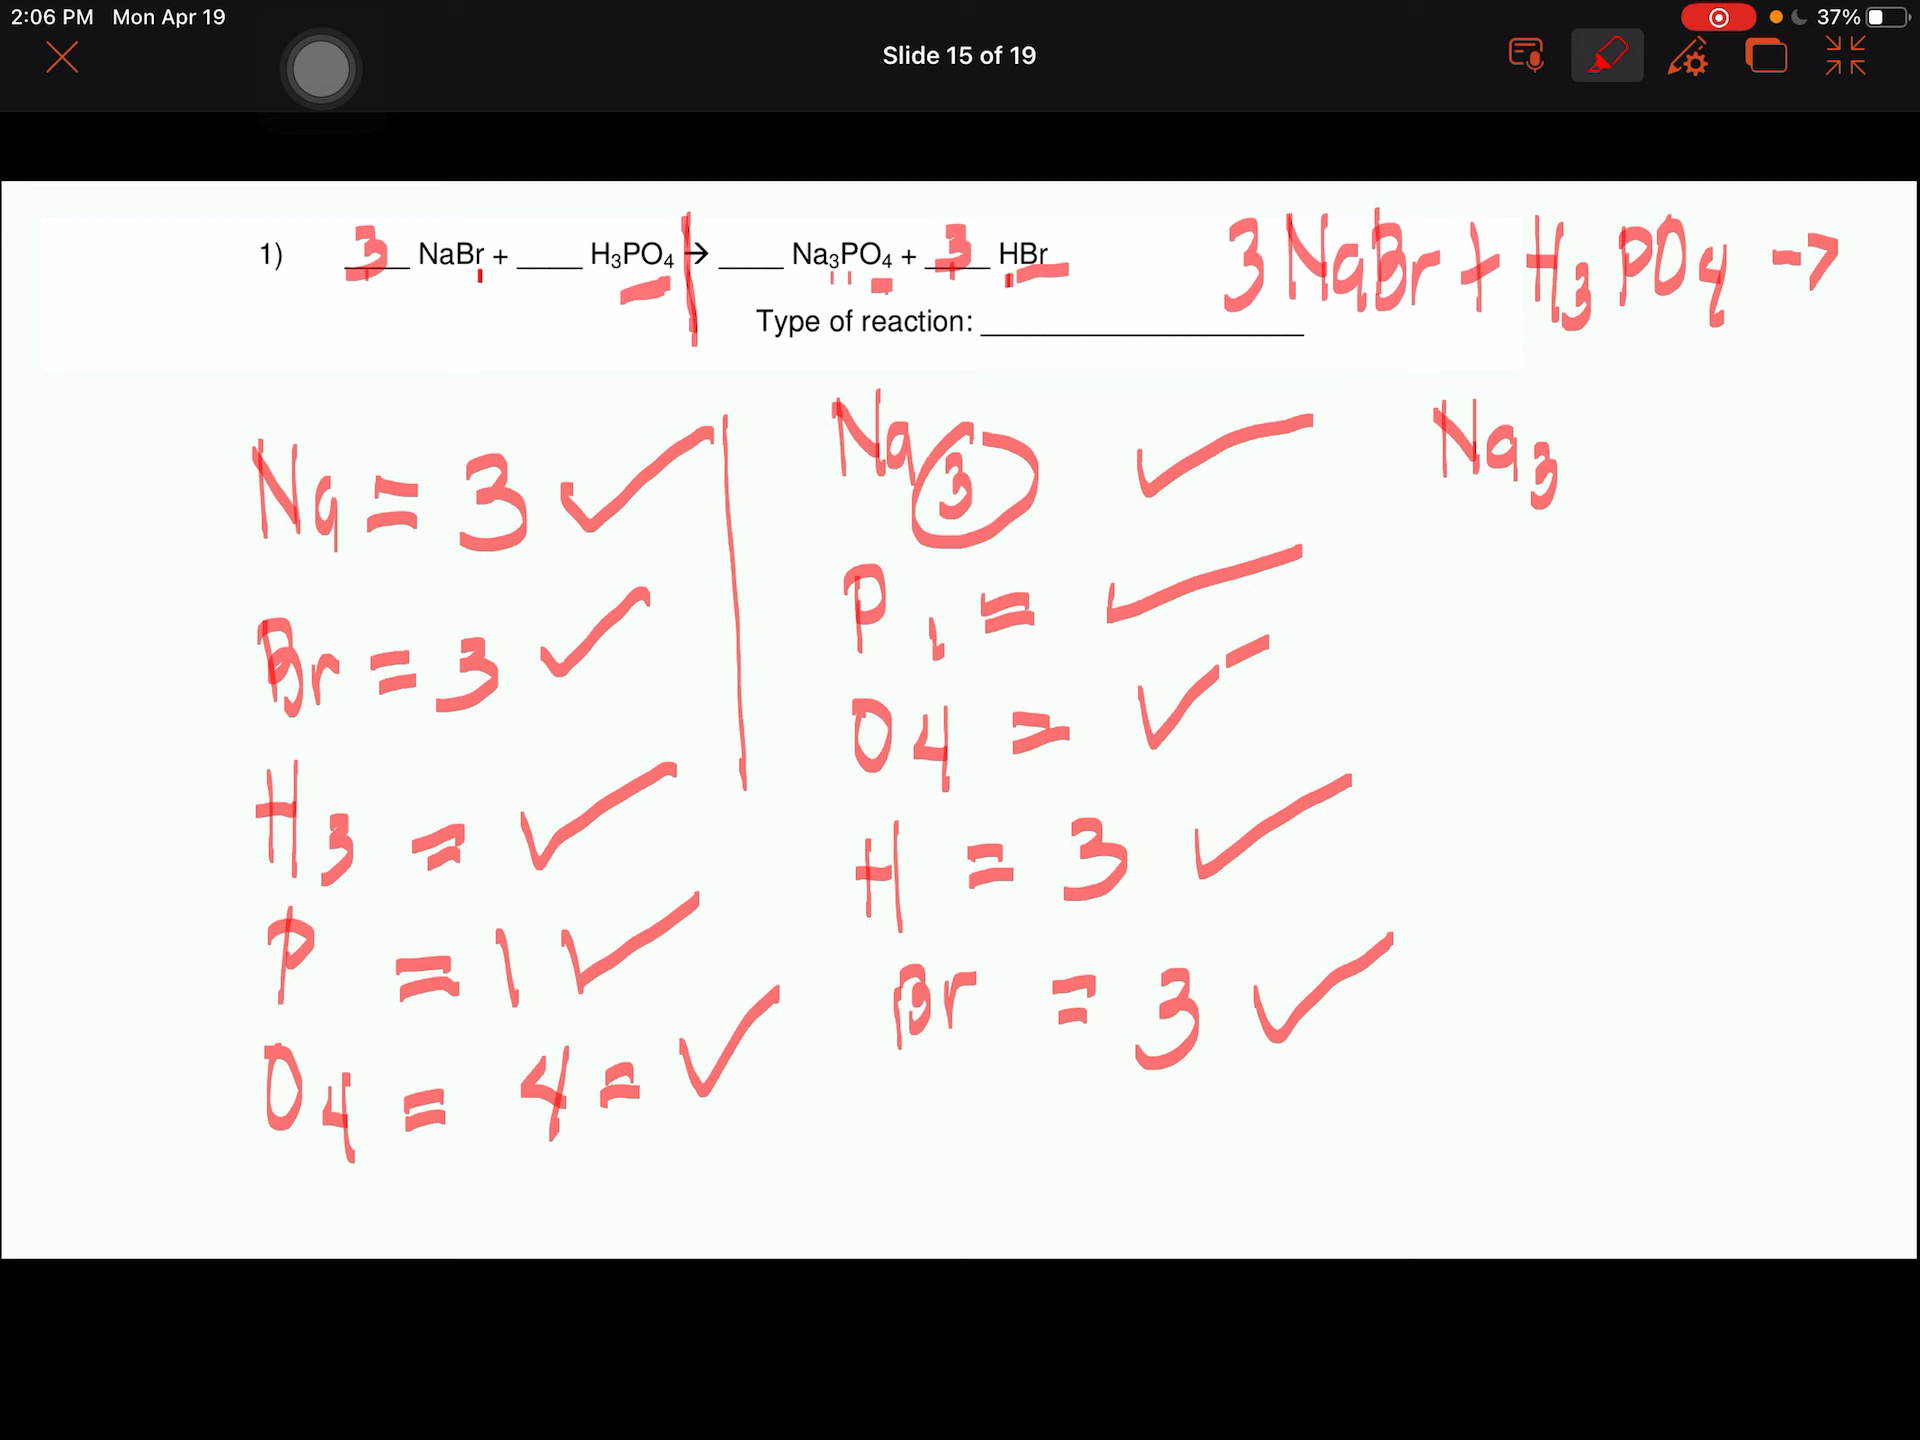 2:06 PM Mon Apr 19
37%
Slide 15 of 19
1) 3 NaBr + ____ H₃PO₄ → ____ Na₃PO₄ + 3 HBr
3 NaBr + H₃PO₄ →
Type of reaction: ____________________
Na = 3 ✓
Br = 3 ✓
H₃ = ✓
P = 1 ✓
O₄ = 4 = ✓
Na₃ ✓
P₁ = ✓
O₄ = ✓
H = 3 ✓
Br = 3 ✓
Na₃